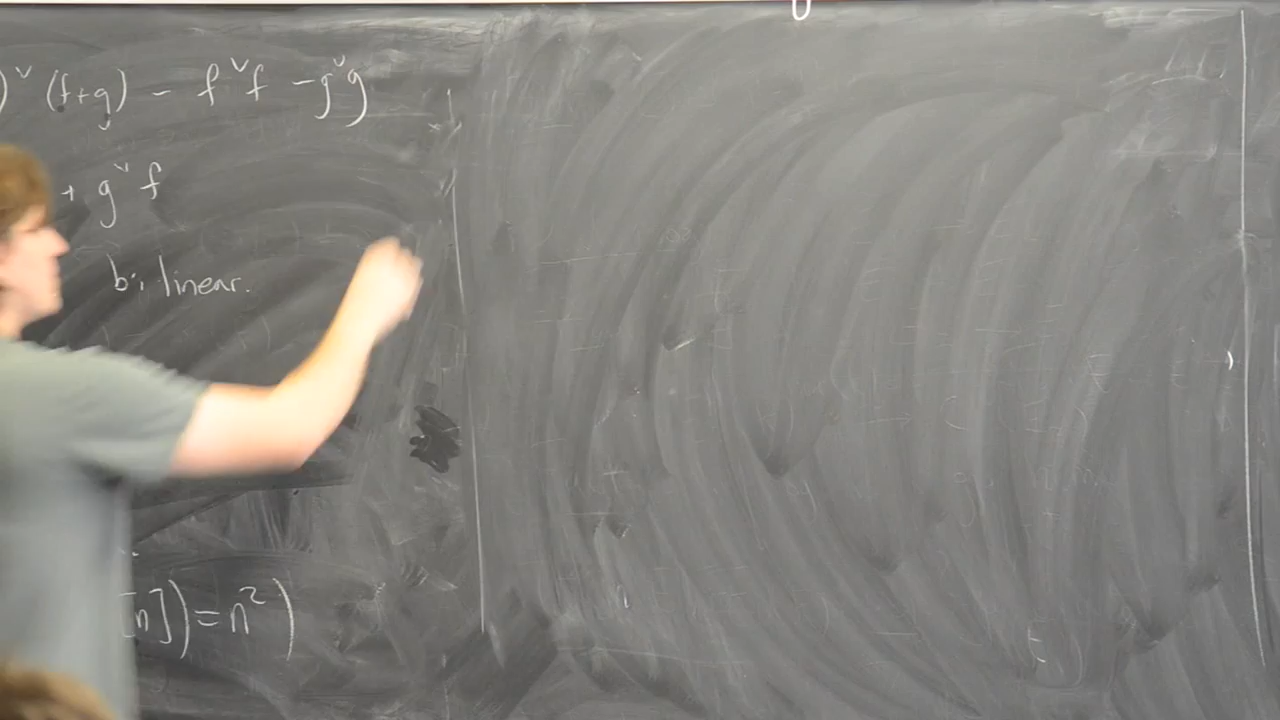 )ˇ (f+g) - fˇf - gˇg
+ gˇf
bilinear.
[n]) = n²)